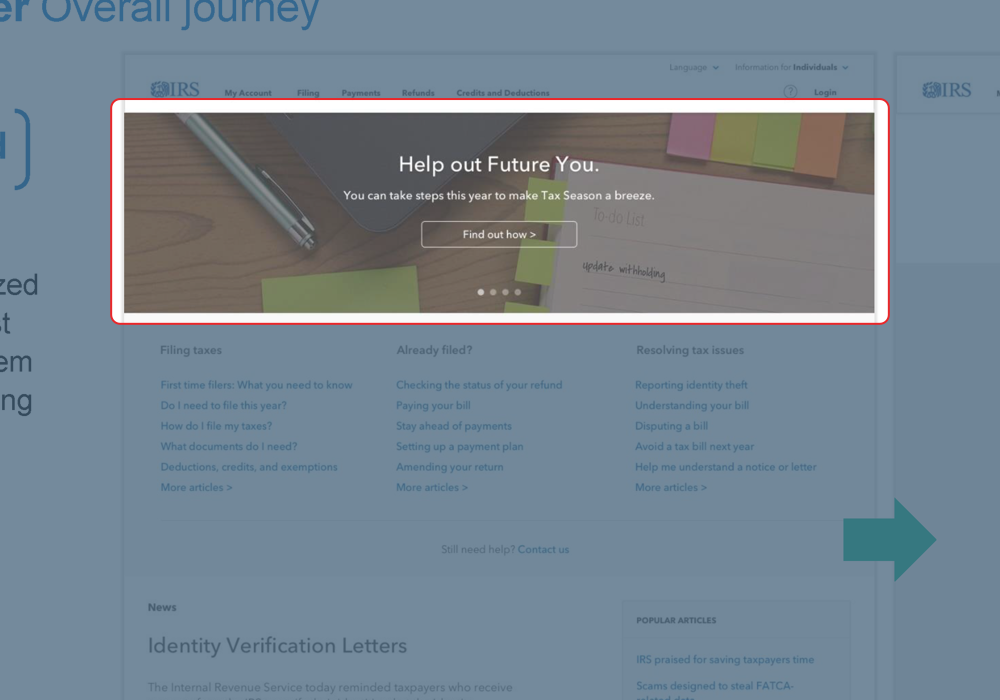 er Overall journey
Language
Information for Individuals
IRS
My Account
Filing
Payments
Refunds
Credits and Deductions
?
Login
IRS
Help out Future You.
You can take steps this year to make Tax Season a breeze.
Find out how >
To-do List
update withholding
zed
st
em
ng
Filing taxes
First time filers: What you need to know
Do I need to file this year?
How do I file my taxes?
What documents do I need?
Deductions, credits, and exemptions
More articles >
Already filed?
Checking the status of your refund
Paying your bill
Stay ahead of payments
Setting up a payment plan
Amending your return
More articles >
Resolving tax issues
Reporting identity theft
Understanding your bill
Disputing a bill
Avoid a tax bill next year
Help me understand a notice or letter
More articles >
Still need help? Contact us
News
Identity Verification Letters
The Internal Revenue Service today reminded taxpayers who receive
POPULAR ARTICLES
IRS praised for saving taxpayers time
Scams designed to steal FATCA-